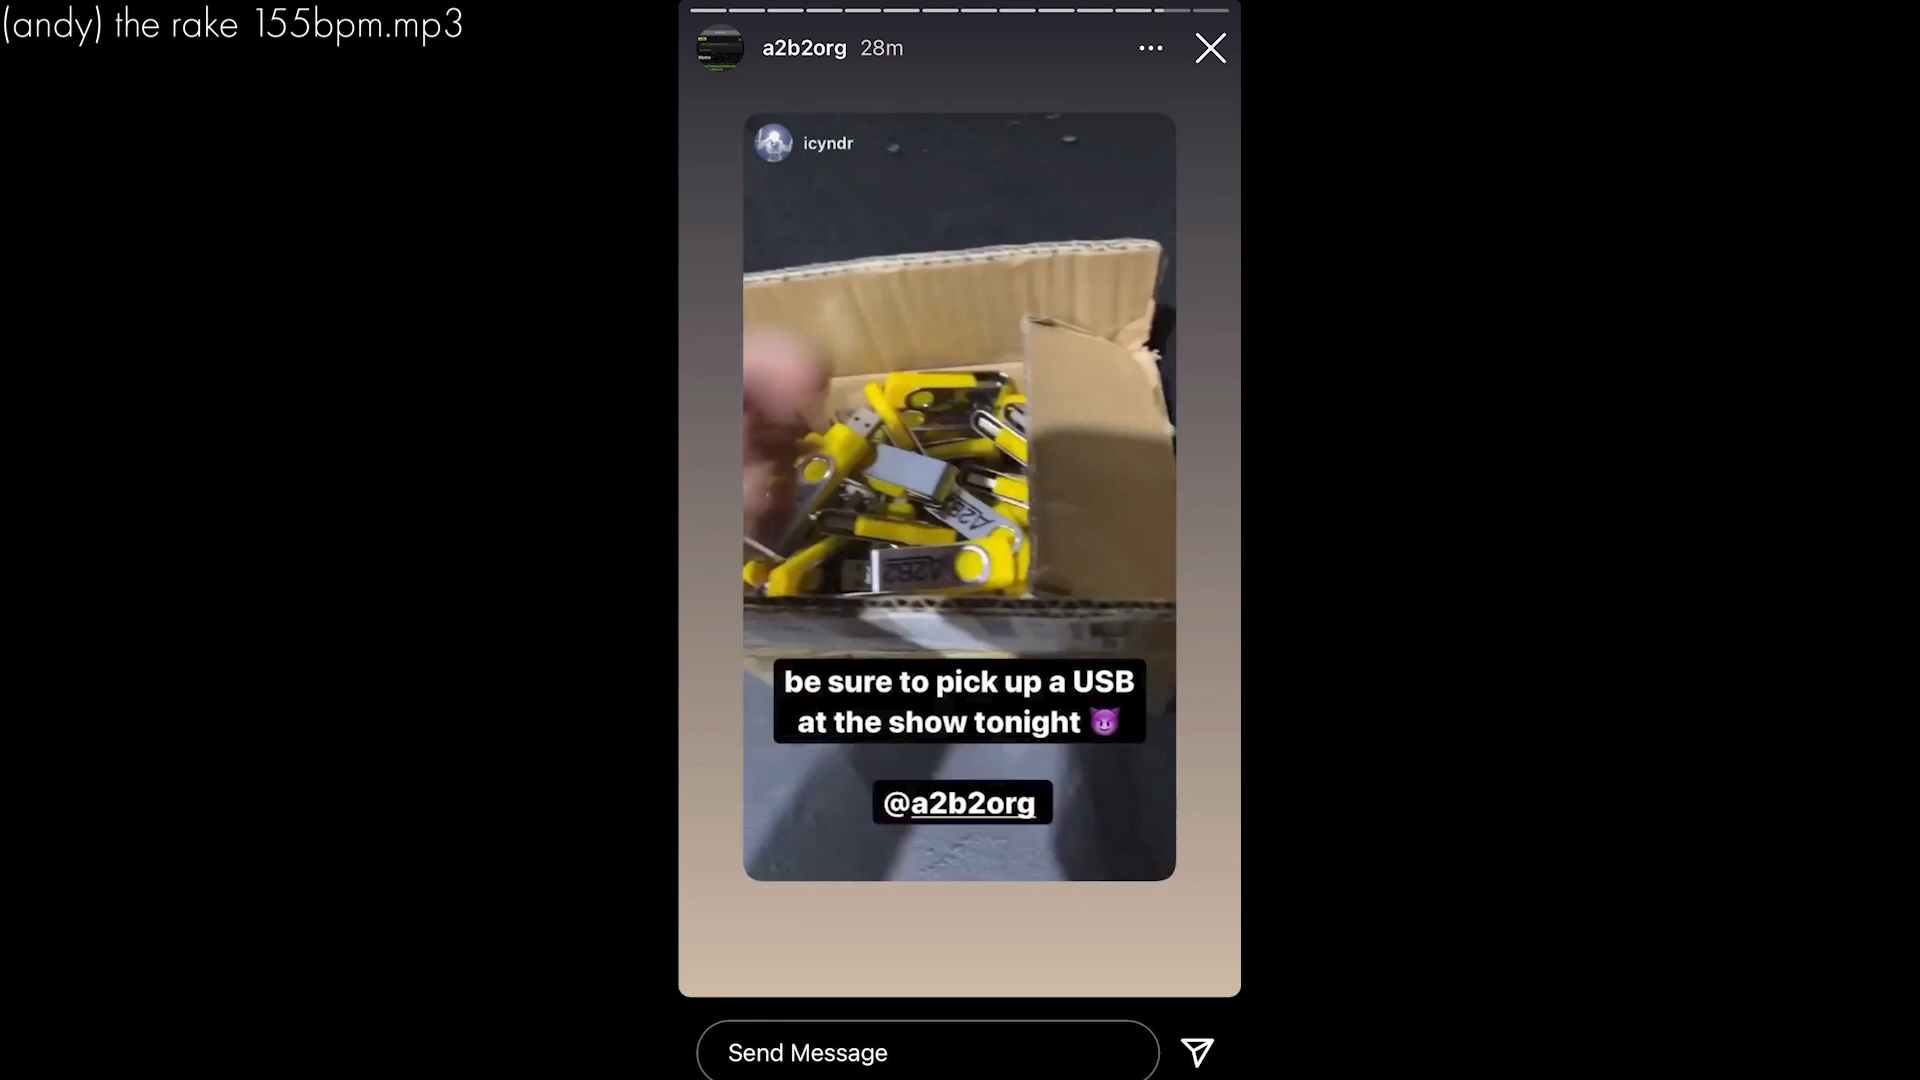 (andy) the rake 155bpm.mp3
a2b2org 28m
icyndr
A2B2
A2B2
be sure to pick up a USB
at the show tonight 😈
@a2b2org
Send Message